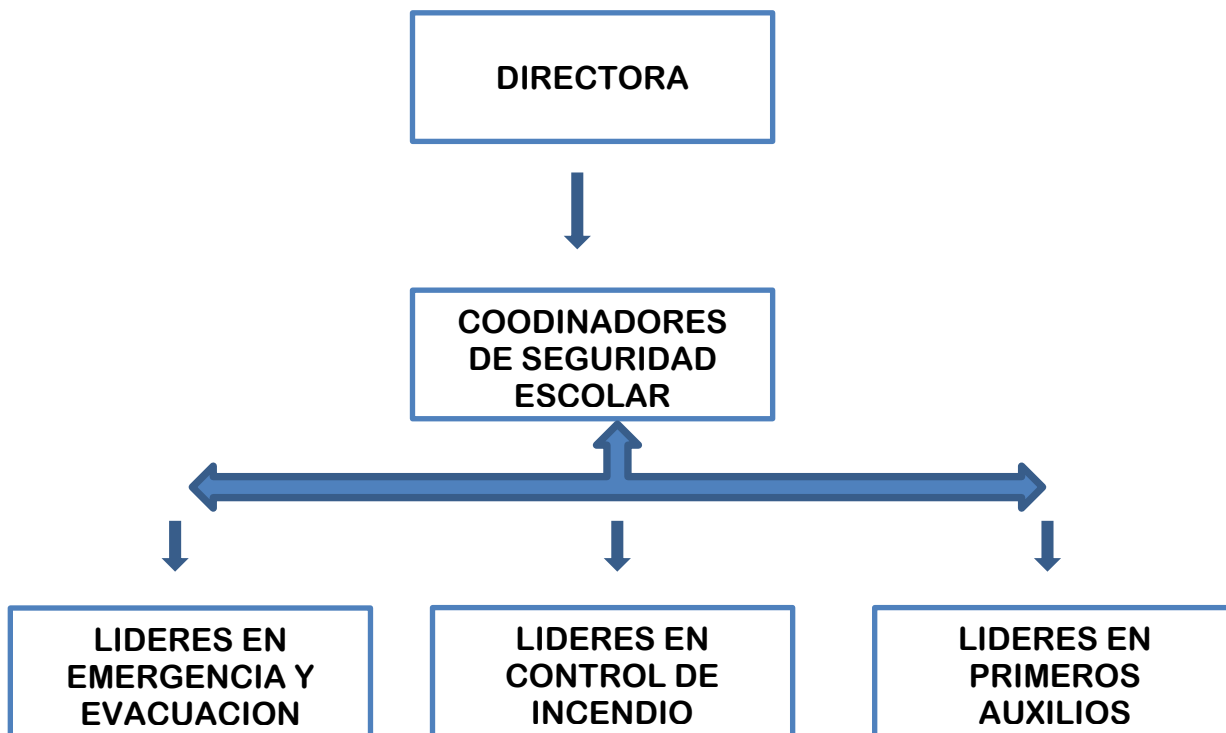 DIRECTORA
COODINADORES
DE SEGURIDAD
ESCOLAR
LIDERES EN
EMERGENCIA Y
EVACUACION
LIDERES EN
CONTROL DE
INCENDIO
LIDERES EN
PRIMEROS
AUXILIOS